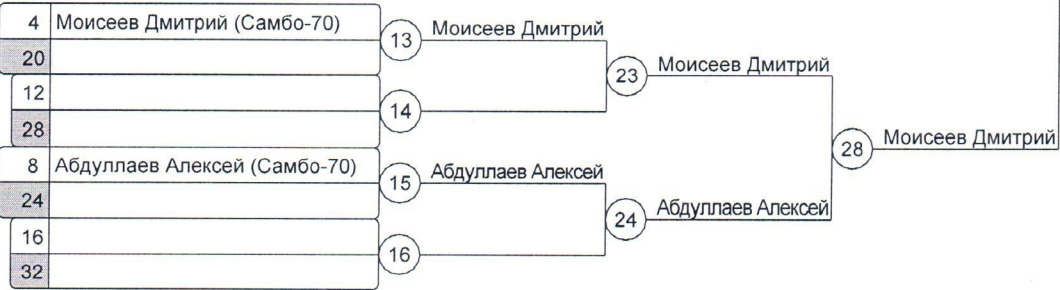 4 Моисеев Дмитрий (Самбо-70)
20
12
28
8 Абдуллаев Алексей (Самбо-70)
24
16
32
13 Моисеев Дмитрий
14
15 Абдуллаев Алексей
16
23 Моисеев Дмитрий
24 Абдуллаев Алексей
28 Моисеев Дмитрий